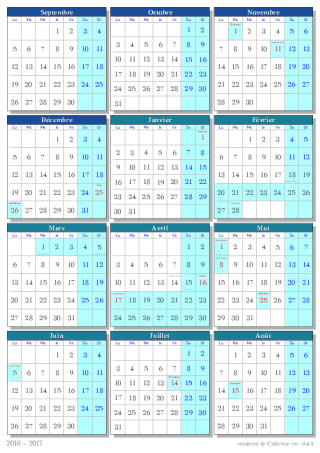 Septembre
Lu Ma Me Je Ve Sa Di
1 2 3 4
5 6 7 8 9 10 11
12 13 14 15 16 17 18
19 20 21 22 23 24 25
26 27 28 29 30
Octobre
Lu Ma Me Je Ve Sa Di
1 2
3 4 5 6 7 8 9
10 11 12 13 14 15 16
17 18 19 20 21 22 23
24 25 26 27 28 29 30
31
Novembre
Lu Ma Me Je Ve Sa Di
1 2 3 4 5 6
7 8 9 10 11 12 13
14 15 16 17 18 19 20
21 22 23 24 25 26 27
28 29 30
Décembre
Lu Ma Me Je Ve Sa Di
1 2 3 4
5 6 7 8 9 10 11
12 13 14 15 16 17 18
19 20 21 22 23 24 25
26 27 28 29 30 31
Janvier
Lu Ma Me Je Ve Sa Di
1
2 3 4 5 6 7 8
9 10 11 12 13 14 15
16 17 18 19 20 21 22
23 24 25 26 27 28 29
30 31
Février
Lu Ma Me Je Ve Sa Di
1 2 3 4 5
6 7 8 9 10 11 12
13 14 15 16 17 18 19
20 21 22 23 24 25 26
27 28
Mars
Lu Ma Me Je Ve Sa Di
1 2 3 4 5
6 7 8 9 10 11 12
13 14 15 16 17 18 19
20 21 22 23 24 25 26
27 28 29 30 31
Avril
Lu Ma Me Je Ve Sa Di
1 2
3 4 5 6 7 8 9
10 11 12 13 14 15 16
17 18 19 20 21 22 23
24 25 26 27 28 29 30
Mai
Lu Ma Me Je Ve Sa Di
1 2 3 4 5 6 7
8 9 10 11 12 13 14
15 16 17 18 19 20 21
22 23 24 25 26 27 28
29 30 31
Juin
Lu Ma Me Je Ve Sa Di
1 2 3 4
5 6 7 8 9 10 11
12 13 14 15 16 17 18
19 20 21 22 23 24 25
26 27 28 29 30
Juillet
Lu Ma Me Je Ve Sa Di
1 2
3 4 5 6 7 8 9
10 11 12 13 14 15 16
17 18 19 20 21 22 23
24 25 26 27 28 29 30
31
Août
Lu Ma Me Je Ve Sa Di
1 2 3 4 5 6
7 8 9 10 11 12 13
14 15 16 17 18 19 20
21 22 23 24 25 26 27
28 29 30 31
2016 - 2017
rendered by Calkribe ver. 0.4.3